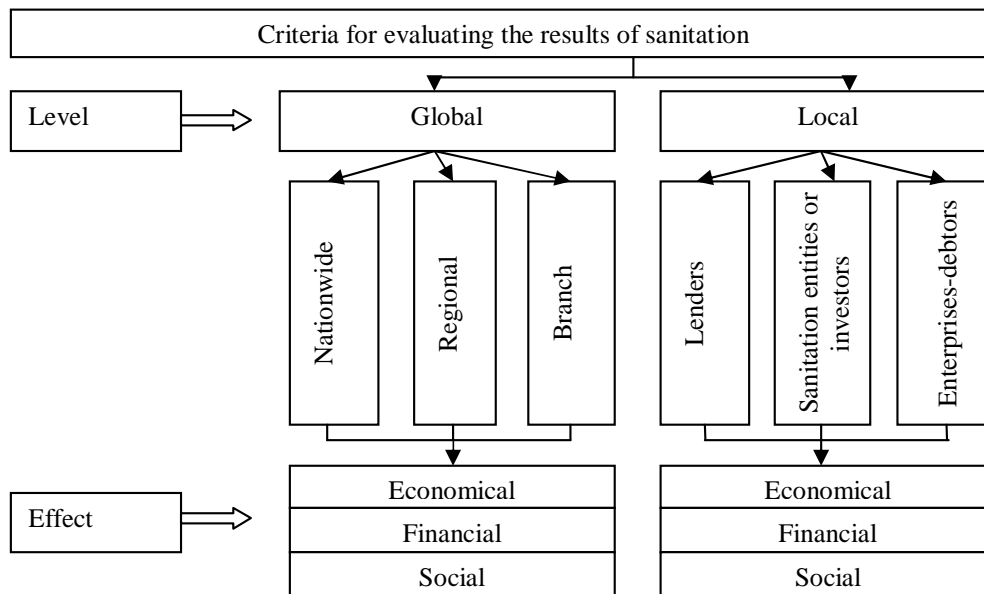 Criteria for evaluating the results of sanitation
Level
Global
Local
Nationwide
Regional
Branch
Lenders
Sanitation entities or
investors
Enterprises-debtors
Effect
Economical
Financial
Social
Economical
Financial
Social